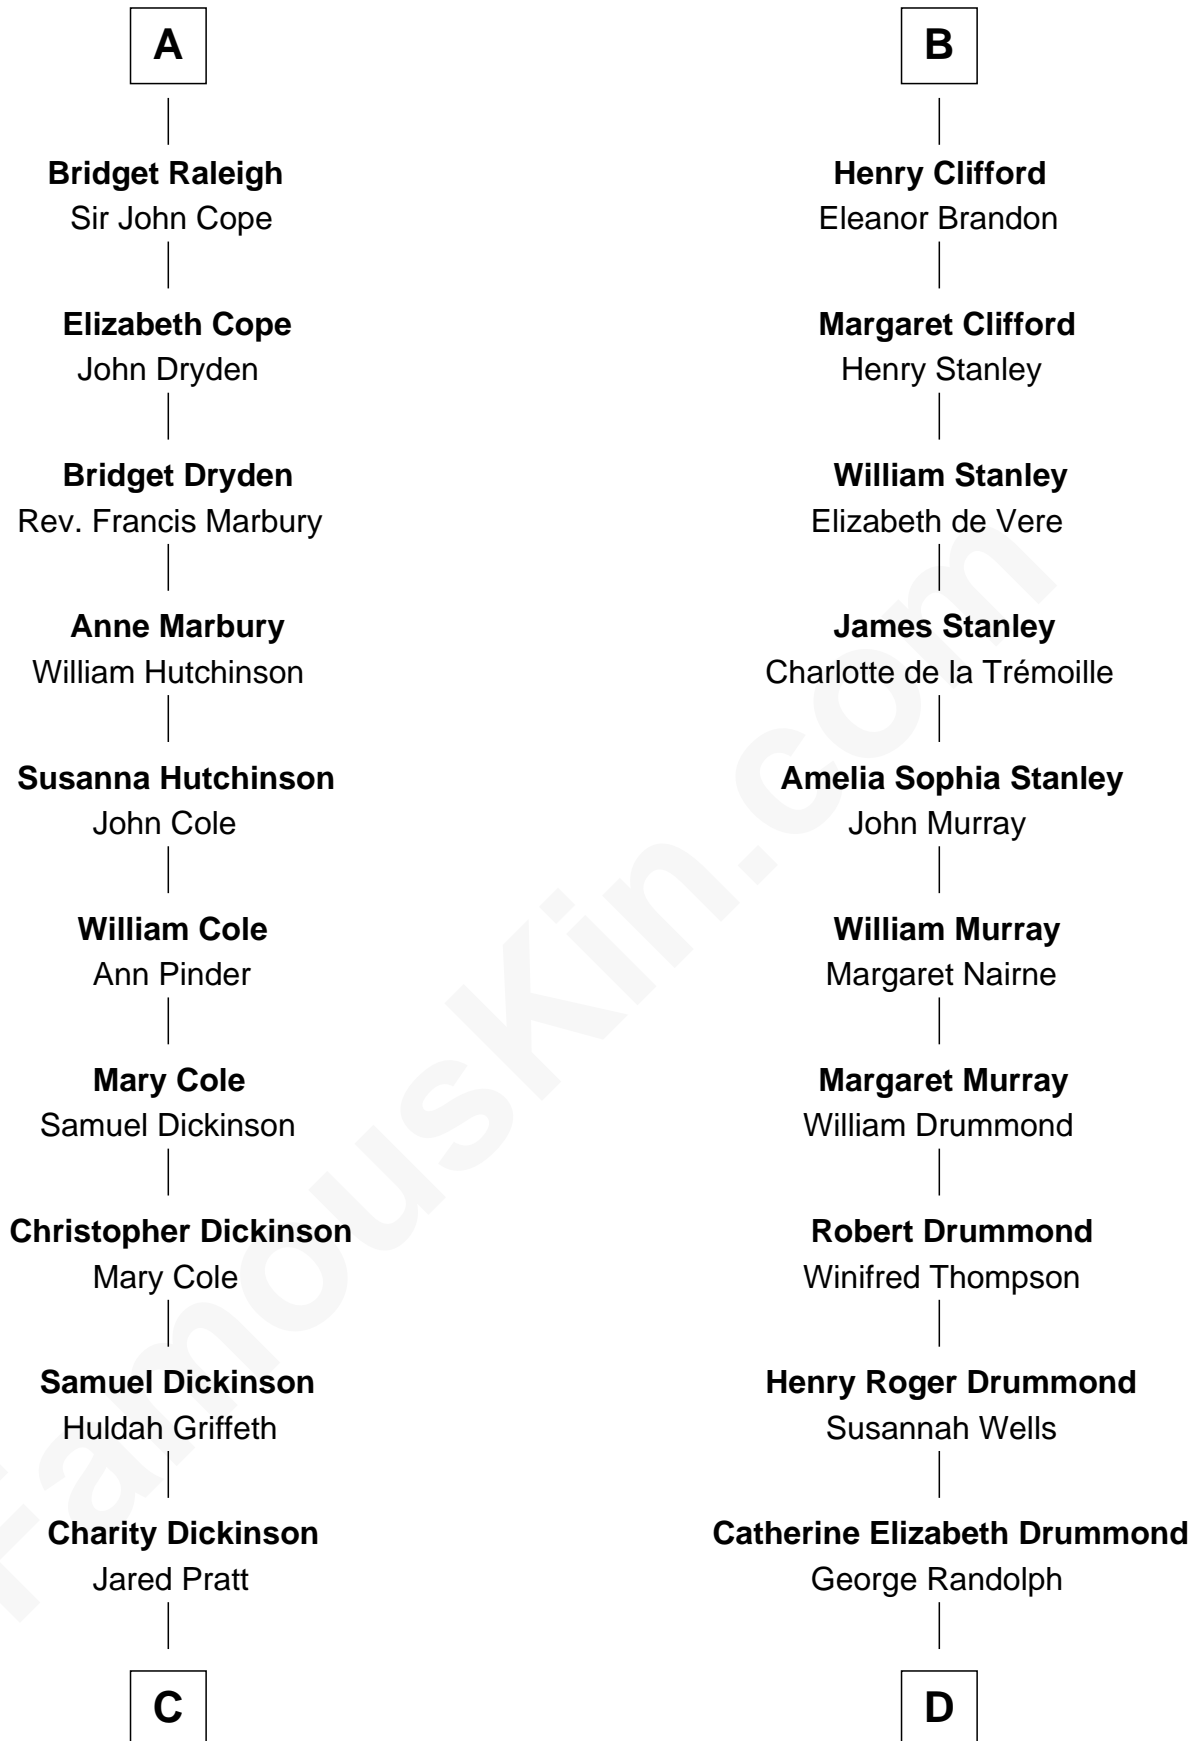 A
Bridget Raleigh
Sir John Cope
Elizabeth Cope
John Dryden
Bridget Dryden
Rev. Francis Marbury
Anne Marbury
William Hutchinson
Susanna Hutchinson
John Cole
William Cole
Ann Pinder
Mary Cole
Samuel Dickinson
Christopher Dickinson
Mary Cole
Samuel Dickinson
Huldah Griffeth
Charity Dickinson
Jared Pratt
C
B
Henry Clifford
Eleanor Brandon
Margaret Clifford
Henry Stanley
William Stanley
Elizabeth de Vere
James Stanley
Charlotte de la Trémoille
Amelia Sophia Stanley
John Murray
William Murray
Margaret Nairne
Margaret Murray
William Drummond
Robert Drummond
Winifred Thompson
Henry Roger Drummond
Susannah Wells
Catherine Elizabeth Drummond
George Randolph
D
FamousKin.com